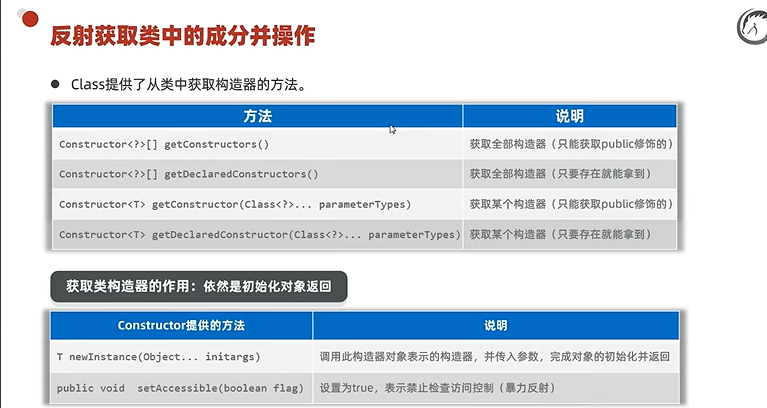 反射获取类中的成分并操作
Class提供了从类中获取构造器的方法。
方法 说明
Constructor<?>[] getConstructors() 获取全部构造器（只能获取public修饰的）
Constructor<?>[] getDeclaredConstructors() 获取全部构造器（只要存在就能拿到）
Constructor<T> getConstructor(Class<?>... parameterTypes) 获取某个构造器（只能获取public修饰的）
Constructor<T> getDeclaredConstructor(Class<?>... parameterTypes) 获取某个构造器（只要存在就能拿到）
获取类构造器的作用：依然是初始化对象返回
Constructor提供的方法 说明
T newInstance(Object... initargs) 调用此构造器对象表示的构造器，并传入参数，完成对象的初始化并返回
public void setAccessible(boolean flag) 设置为true，表示禁止检查访问控制（暴力反射）